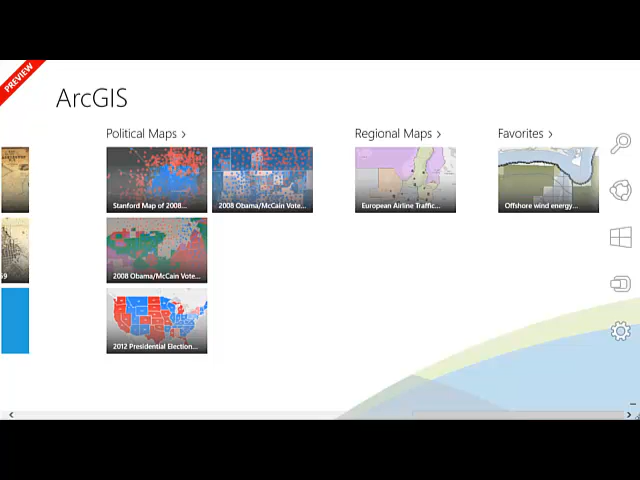 PREVIEW
ArcGIS
Political Maps >
Regional Maps >
Favorites >
Stanford Map of 2008...
2008 Obama/McCain Vote...
European Airline Traffic...
Offshore wind energy...
2008 Obama/McCain Vote...
2012 Presidential Election...